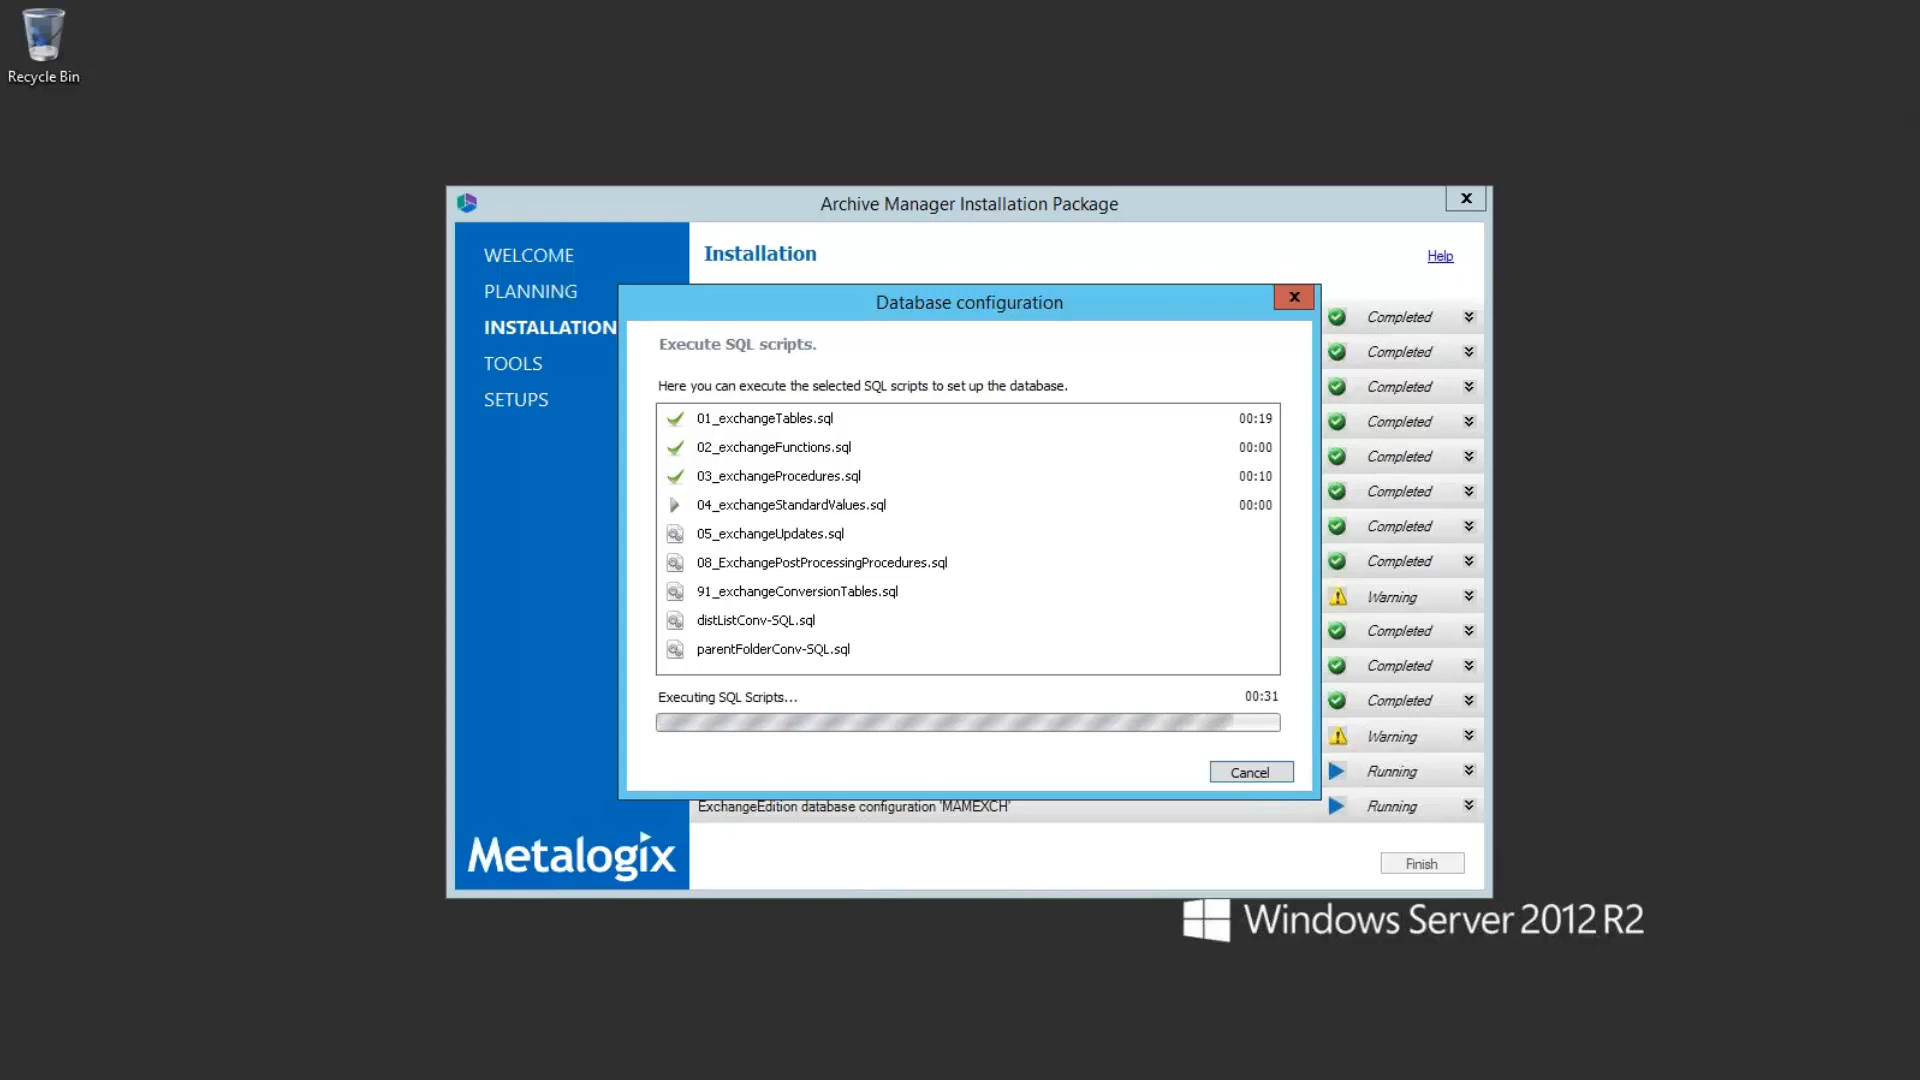 Recycle Bin
Archive Manager Installation Package
X
WELCOME
PLANNING
INSTALLATION
TOOLS
SETUPS
Installation
Help
Database configuration
X
Execute SQL scripts.
Here you can execute the selected SQL scripts to set up the database.
01_exchangeTables.sql 00:19
02_exchangeFunctions.sql 00:00
03_exchangeProcedures.sql 00:10
04_exchangeStandardValues.sql 00:00
05_exchangeUpdates.sql
08_ExchangePostProcessingProcedures.sql
91_exchangeConversionTables.sql
distListConv-SQL.sql
parentFolderConv-SQL.sql
Executing SQL Scripts... 00:31
Cancel
Completed
Completed
Completed
Completed
Completed
Completed
Completed
Completed
Warning
Completed
Completed
Completed
Warning
Running
ExchangeEdition database configuration 'MAMEXCH' Running
Metalogix
Finish
Windows Server 2012 R2